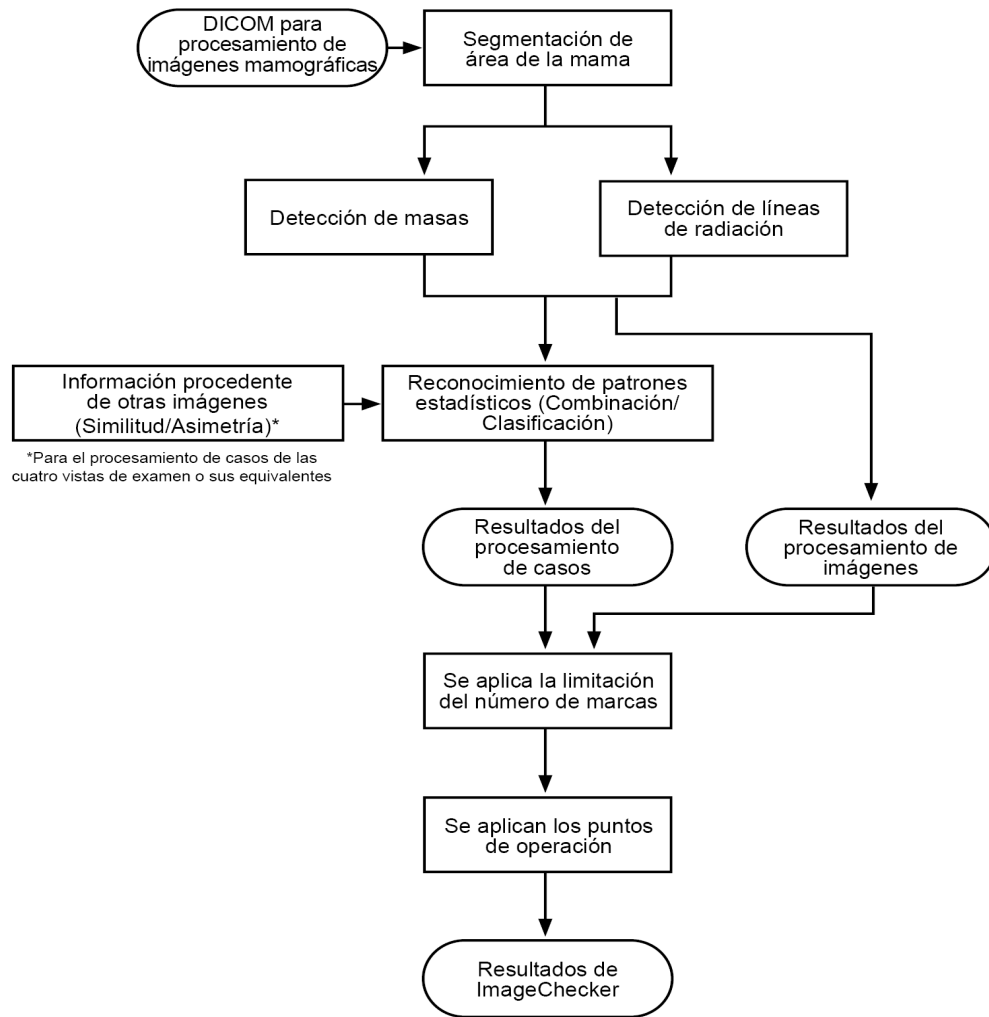 DICOM para
procesamiento de
imágenes mamográficas
Segmentación de
área de la mama
Detección de masas
Detección de líneas
de radiación
Información procedente
de otras imágenes
(Similitud/Asimetría)*
*Para el procesamiento de casos de las
cuatro vistas de examen o sus equivalentes
Reconocimiento de patrones
estadísticos (Combinación/
Clasificación)
Resultados del
procesamiento
de casos
Resultados del
procesamiento de
imágenes
Se aplica la limitación
del número de marcas
Se aplican los puntos
de operación
Resultados de
ImageChecker